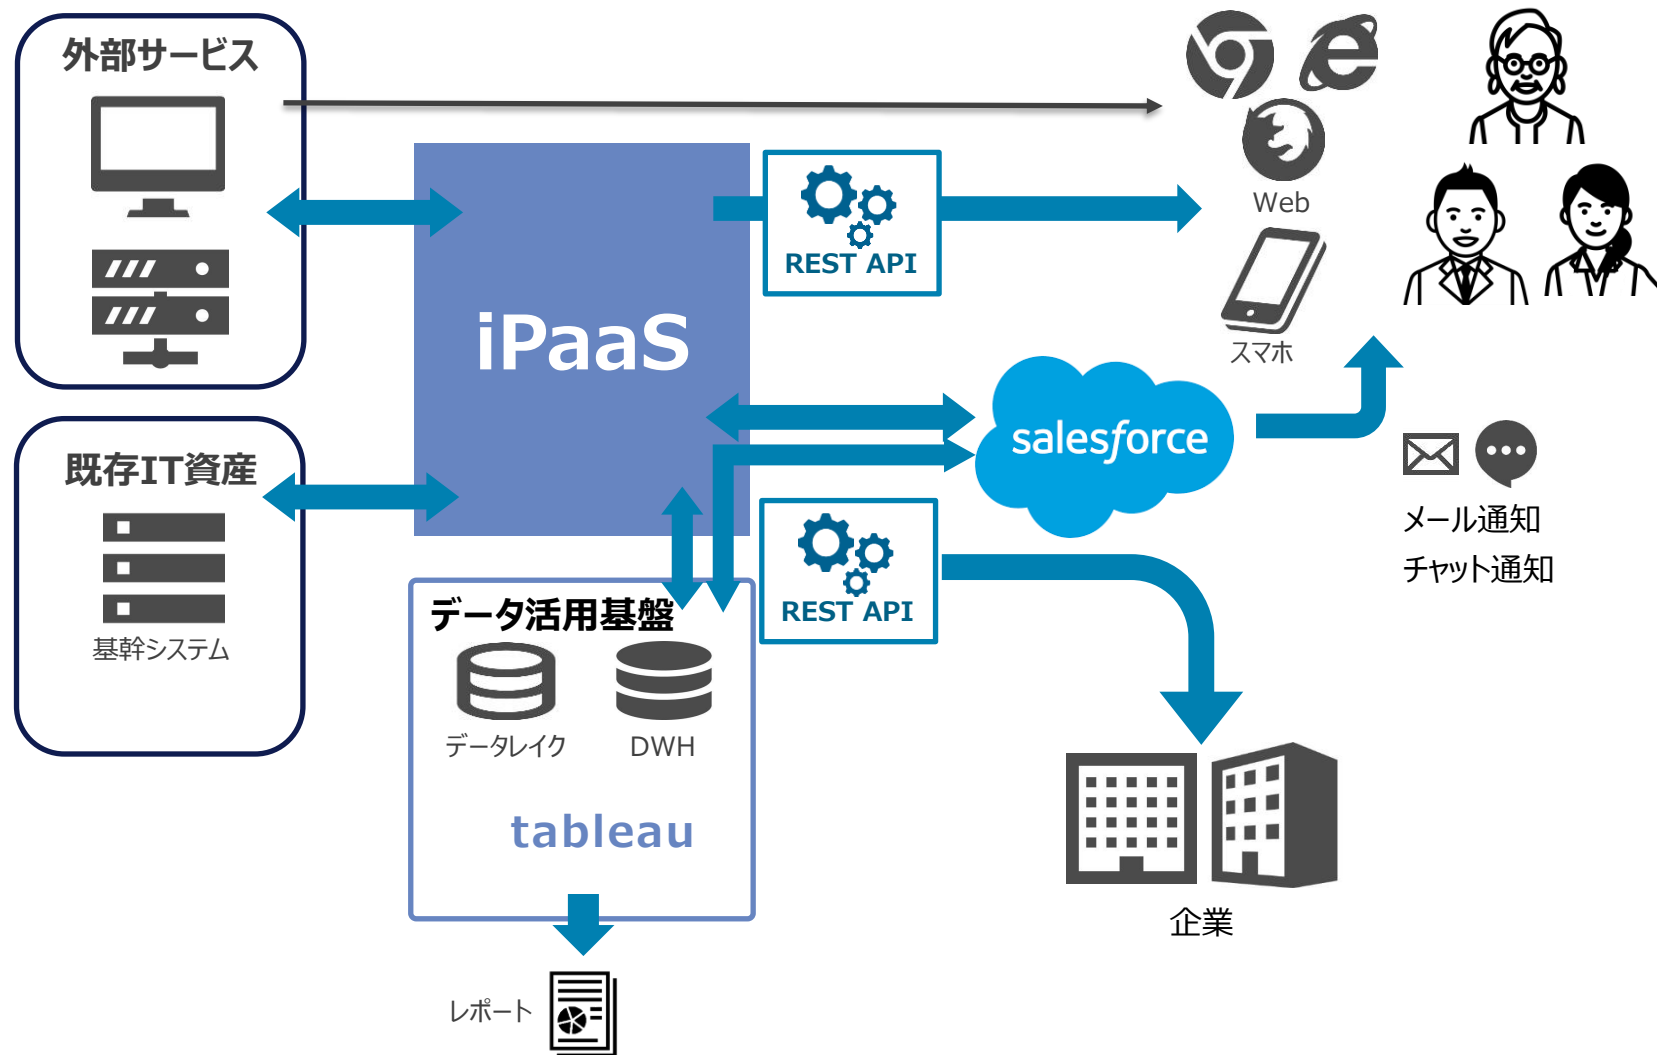 外部サービス
Web
REST API
iPaaS
スマホ
salesforce
既存IT資産
メール通知
チャット通知
REST API
データ活用基盤
基幹システム
データレイク
DWH
tableau
企業
レポート